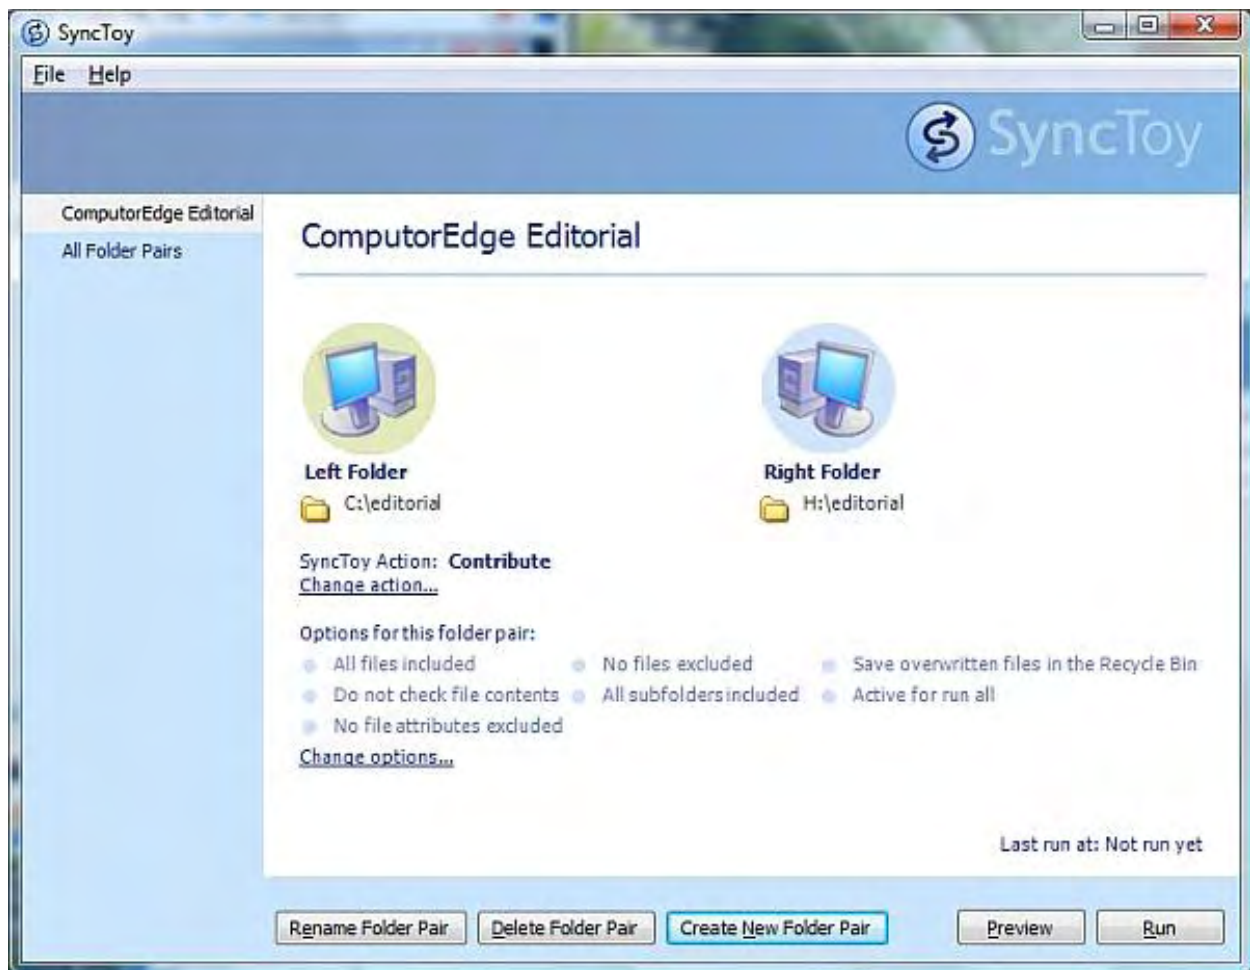 SyncToy
File Help
SyncToy
ComputorEdge Editorial
All Folder Pairs
ComputorEdge Editorial
Left Folder
C:\editorial
Right Folder
H:\editorial
SyncToy Action: Contribute
Change action...
Options for this folder pair:
All files included No files excluded Save overwritten files in the Recycle Bin
Do not check file contents All subfolders included Active for run all
No file attributes excluded
Change options...
Last run at: Not run yet
Rename Folder Pair Delete Folder Pair Create New Folder Pair Preview Run